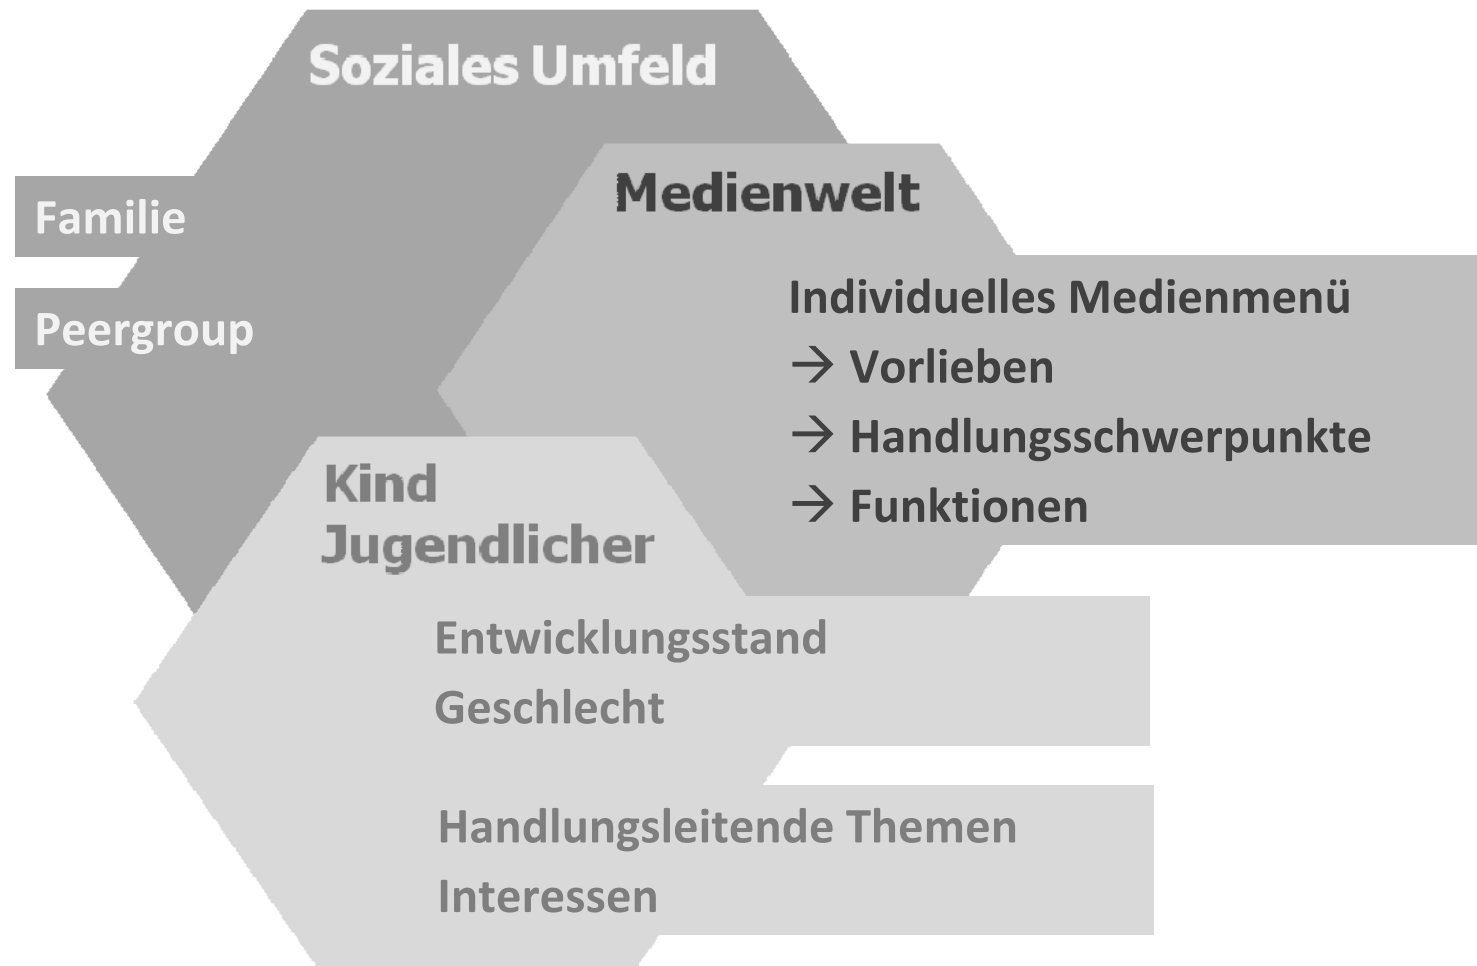 Soziales Umfeld
Familie
Peergroup
Medienwelt
Individuelles Medienmenü
→ Vorlieben
→ Handlungsschwerpunkte
→ Funktionen
Kind
Jugendlicher
Entwicklungsstand
Geschlecht
Handlungsleitende Themen
Interessen